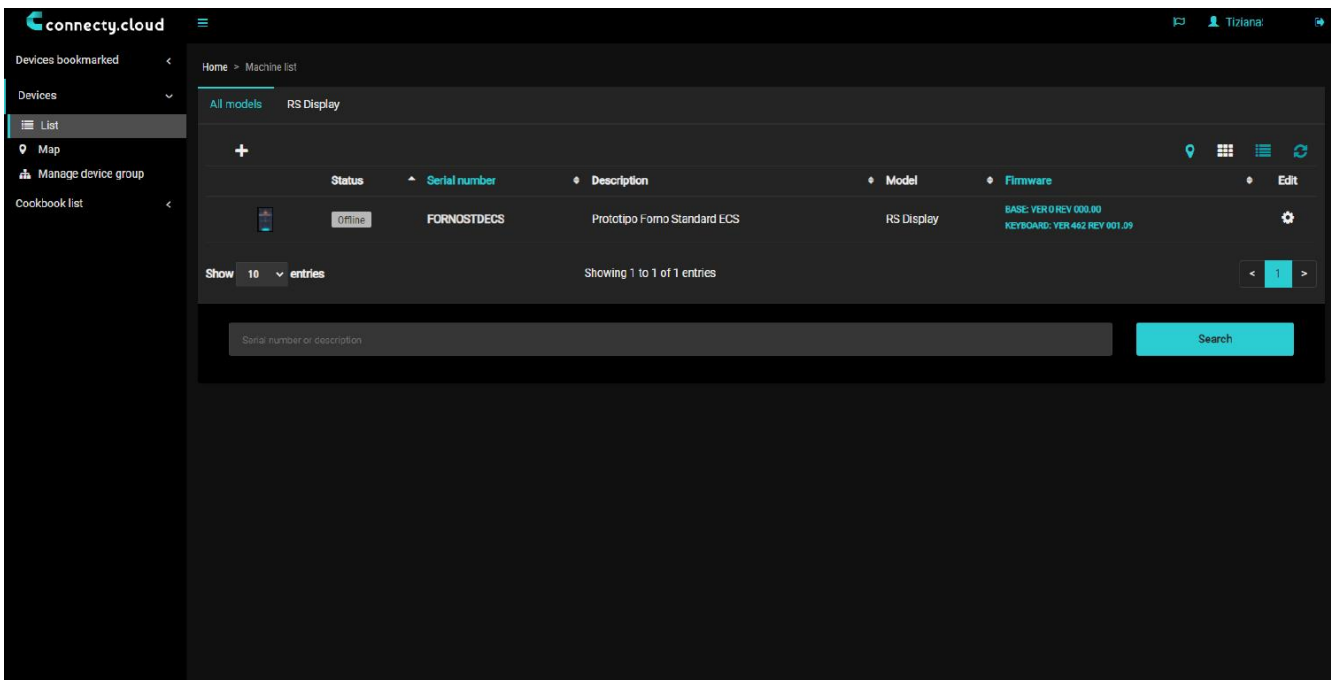 connecty.cloud
Tiziana
Devices bookmarked
Devices
List
Map
Manage device group
Cookbook list
Home > Machine list
All models RS Display
Status Serial number Description Model Firmware Edit
Offline FORNOSTDECS Prototipo Forno Standard ECS RS Display
BASE: VER 0 REV 000.00
KEYBOARD: VER 462 REV 001.09
Show 10 entries Showing 1 to 1 of 1 entries < 1 >
Serial number or description Search